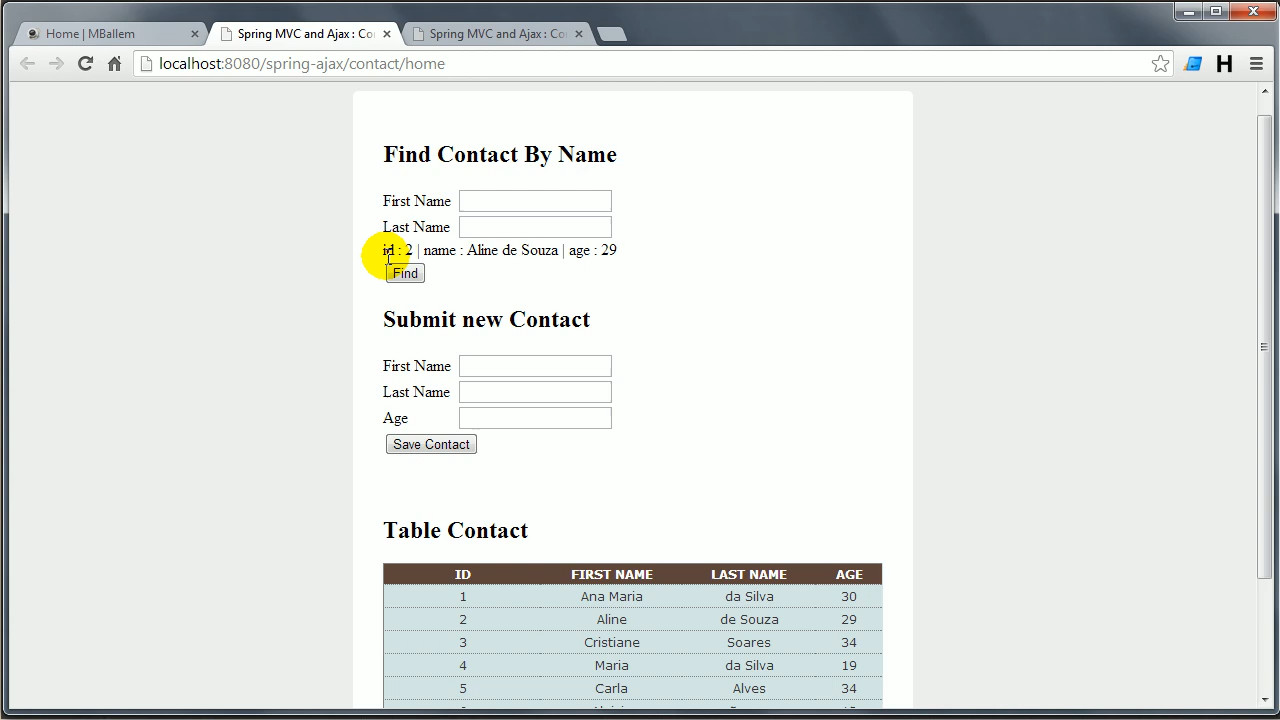 Home | MBallem
Spring MVC and Ajax : Co
Spring MVC and Ajax : Co
localhost:8080/spring-ajax/contact/home
H
Find Contact By Name
First Name
Last Name
id : 2 | name : Aline de Souza | age : 29
Find
Submit new Contact
First Name
Last Name
Age
Save Contact
Table Contact
ID FIRST NAME LAST NAME AGE
1 Ana Maria da Silva 30
2 Aline de Souza 29
3 Cristiane Soares 34
4 Maria da Silva 19
5 Carla Alves 34